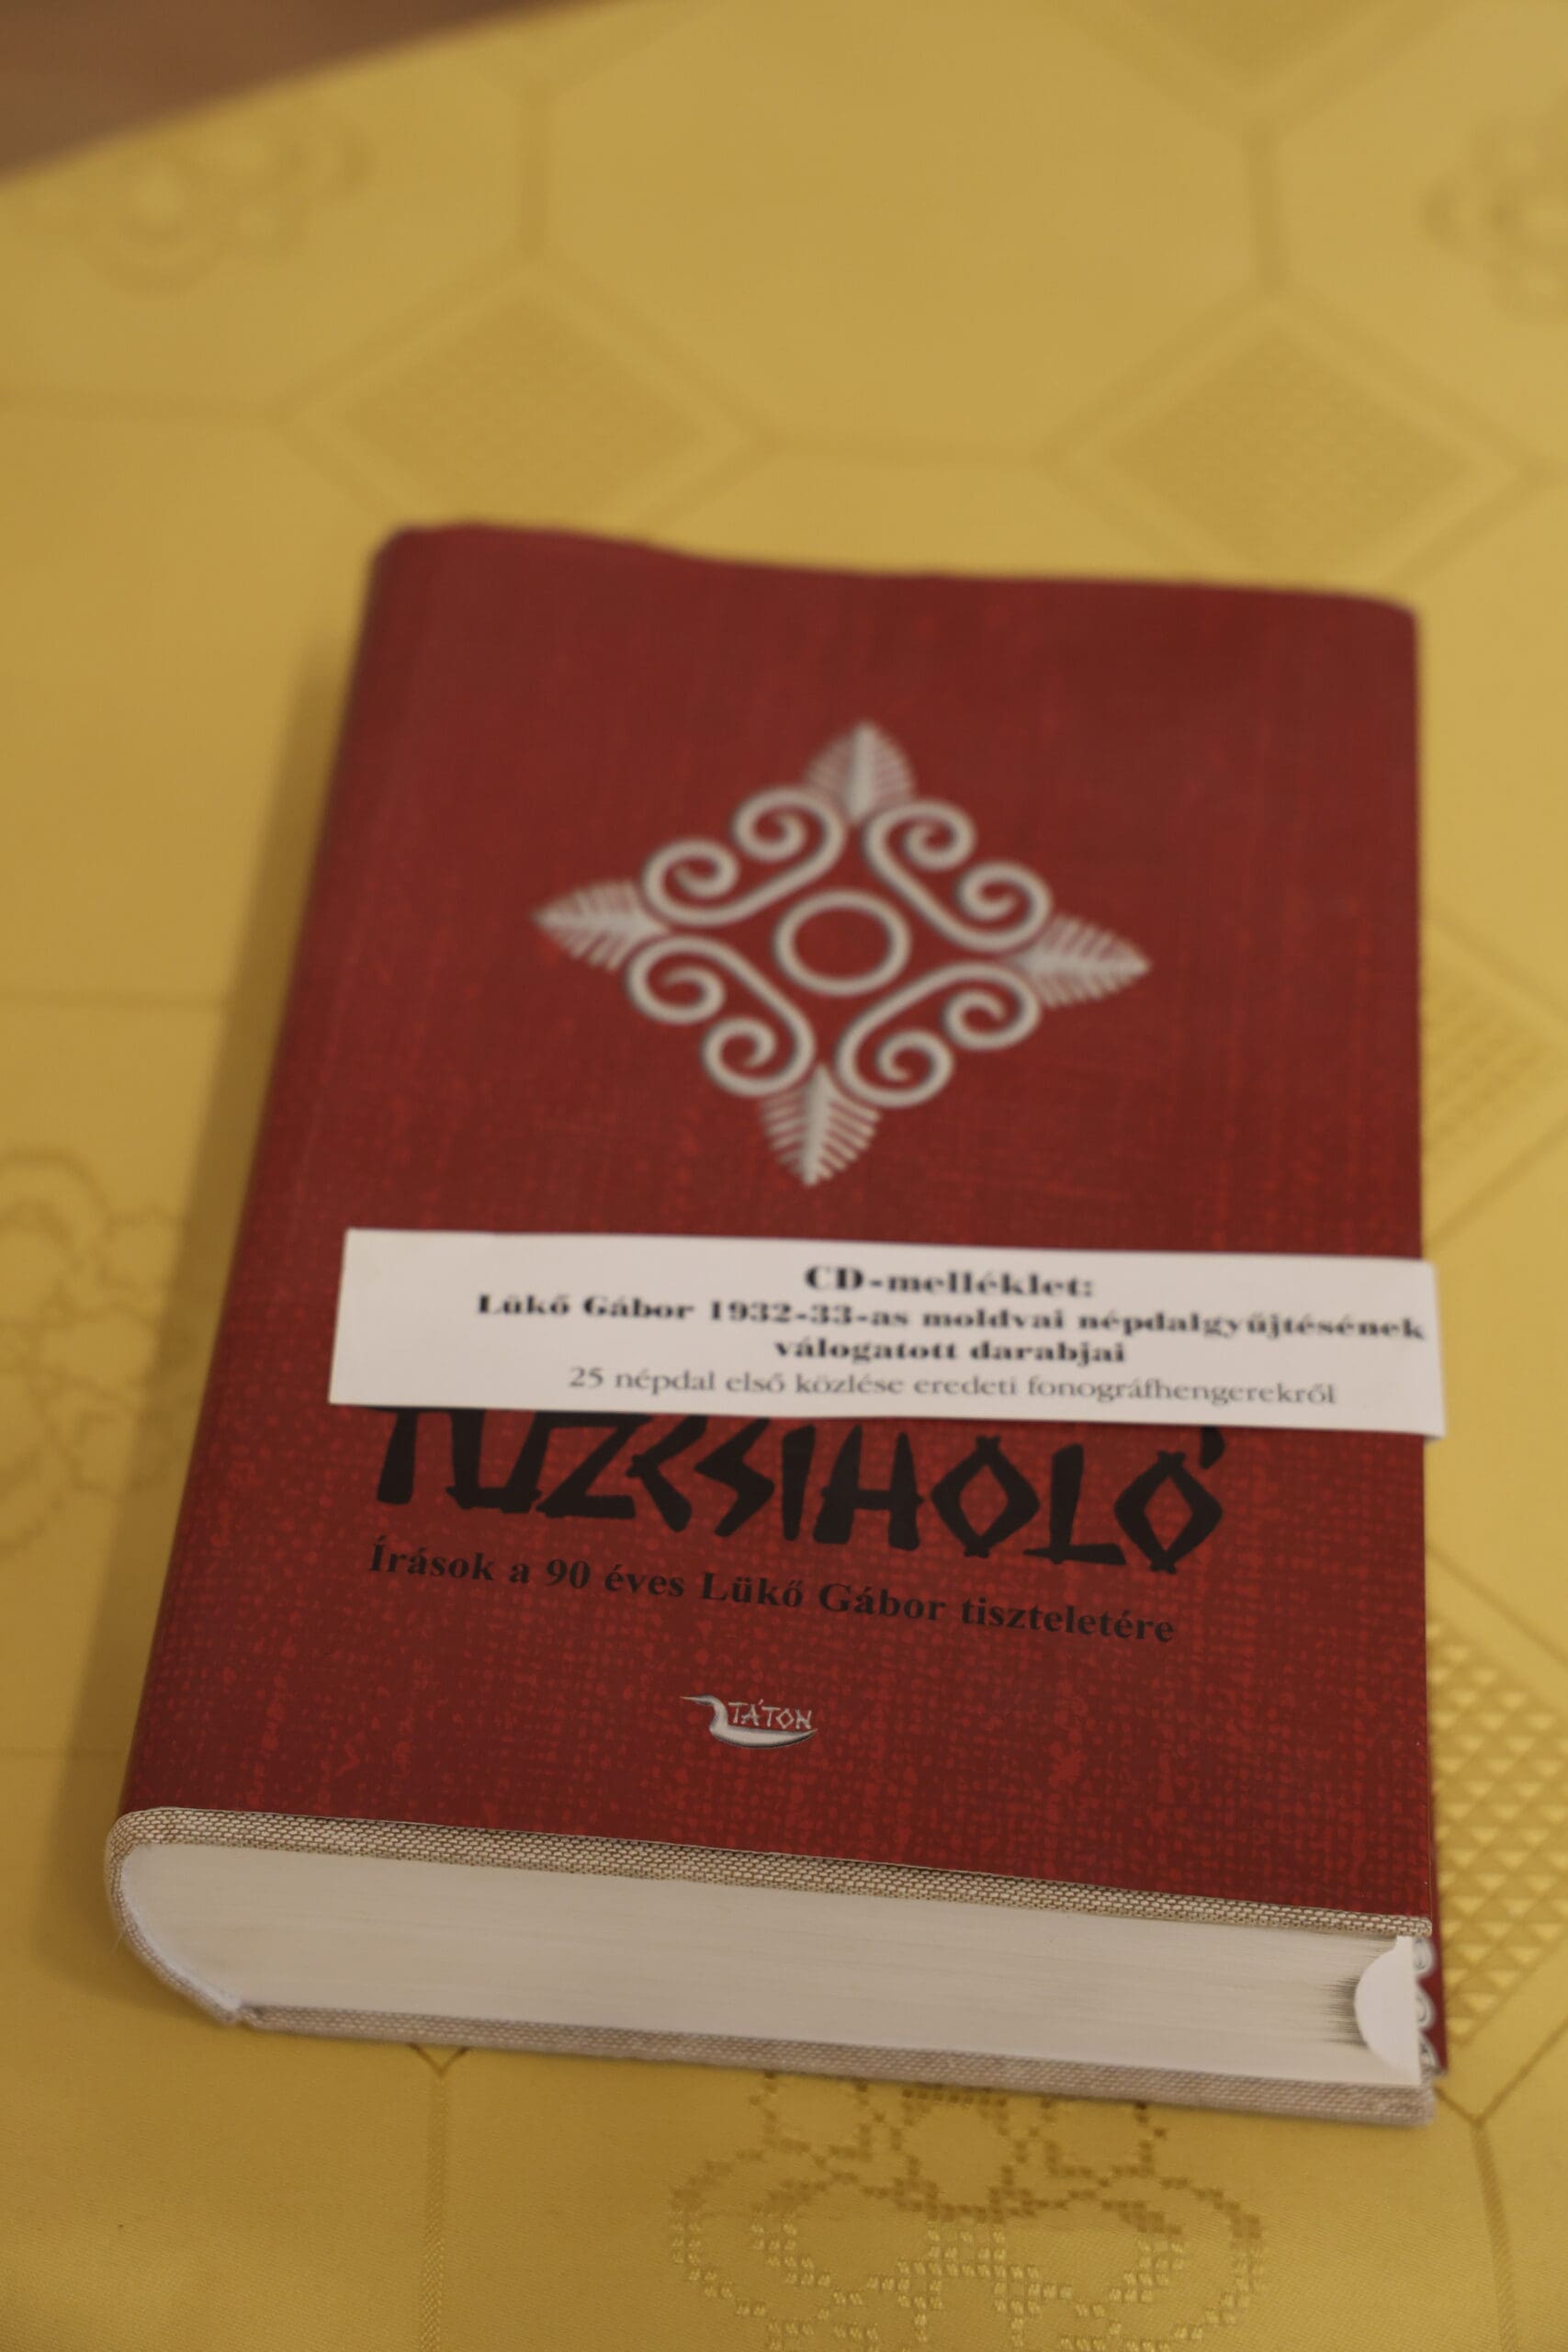 CD-melléklet:
Lükő Gábor 1932-33-as moldvai népdalgyűjtésének
válogatott darabjai
25 népdal első közlése eredeti fonográfhengerekről
TŰZCSIHOLÓ
Írások a 90 éves Lükő Gábor tiszteletére
TÁTON